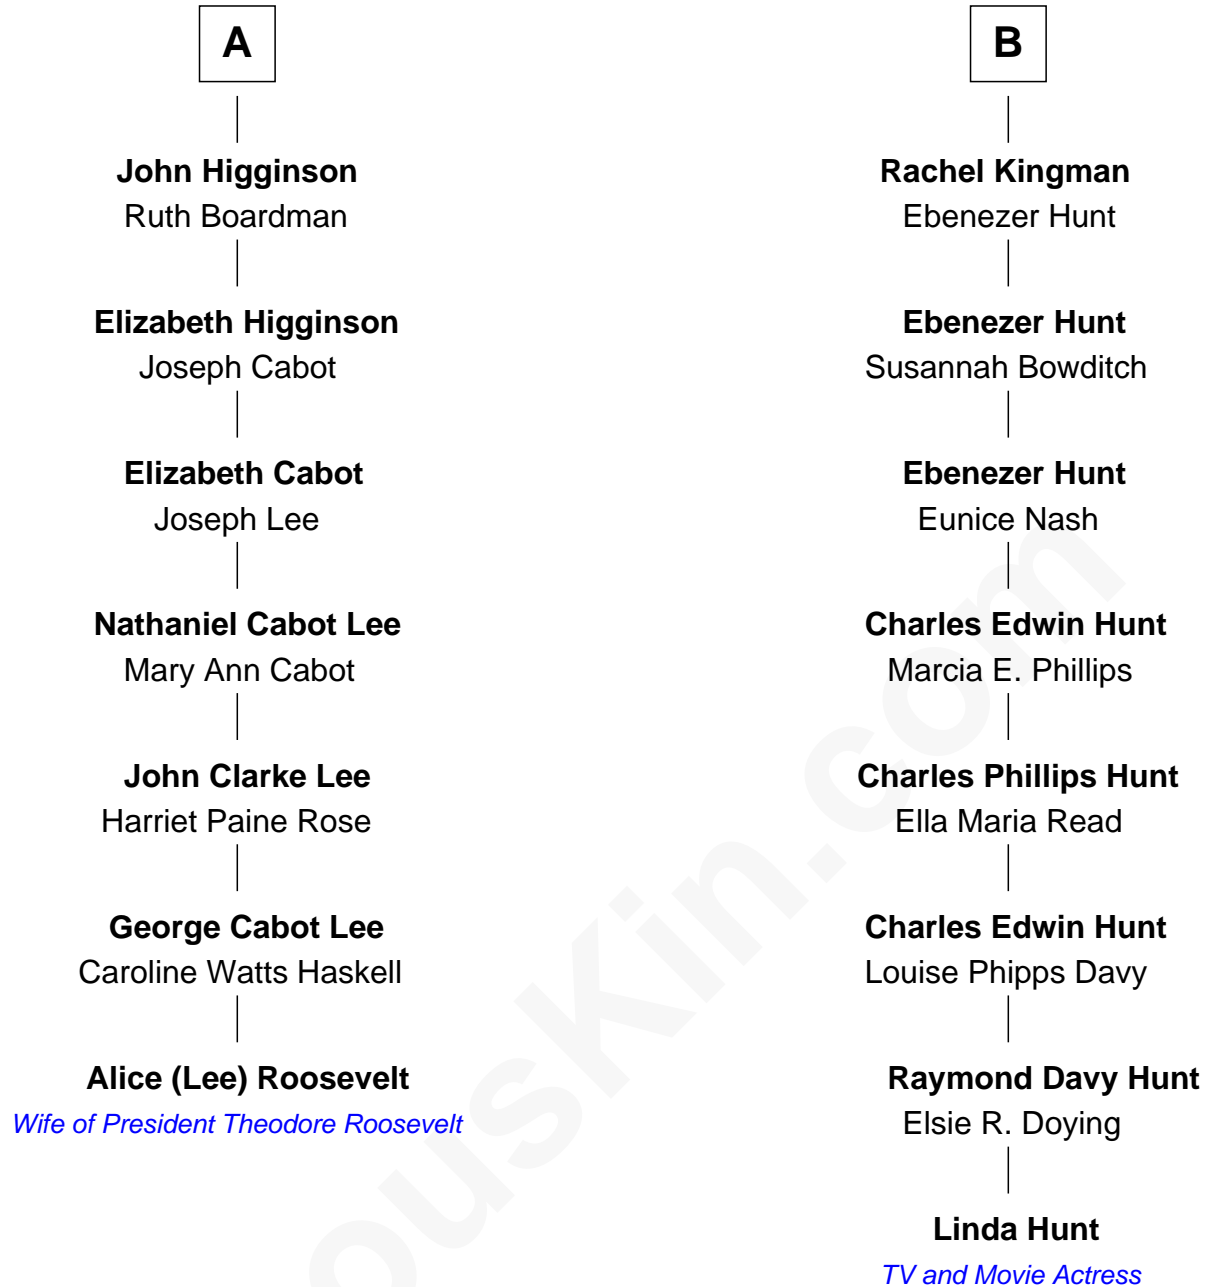 A
John Higginson
Ruth Boardman
Elizabeth Higginson
Joseph Cabot
Elizabeth Cabot
Joseph Lee
Nathaniel Cabot Lee
Mary Ann Cabot
John Clarke Lee
Harriet Paine Rose
George Cabot Lee
Caroline Watts Haskell
Alice (Lee) Roosevelt
Wife of President Theodore Roosevelt
B
Rachel Kingman
Ebenezer Hunt
Ebenezer Hunt
Susannah Bowditch
Ebenezer Hunt
Eunice Nash
Charles Edwin Hunt
Marcia E. Phillips
Charles Phillips Hunt
Ella Maria Read
Charles Edwin Hunt
Louise Phipps Davy
Raymond Davy Hunt
Elsie R. Doying
Linda Hunt
TV and Movie Actress
ousKin.com